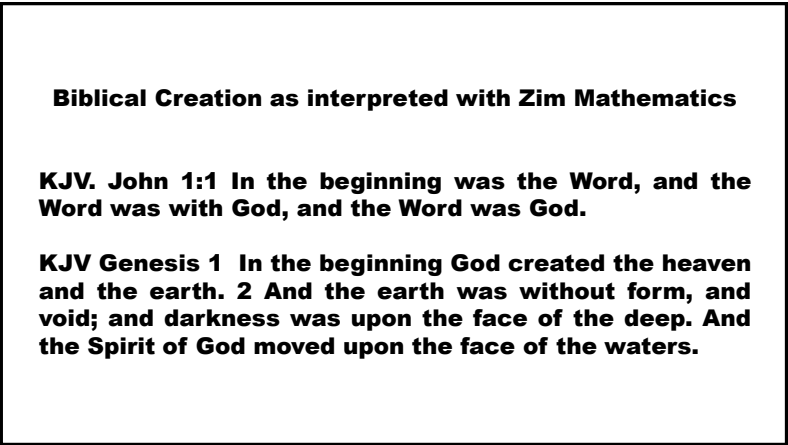 Biblical Creation as interpreted with Zim Mathematics
KJV. John 1:1 In the beginning was the Word, and the
Word was with God, and the Word was God.
KJV Genesis 1  In the beginning God created the heaven
and the earth. 2 And the earth was without form, and
void; and darkness was upon the face of the deep. And
the Spirit of God moved upon the face of the waters.